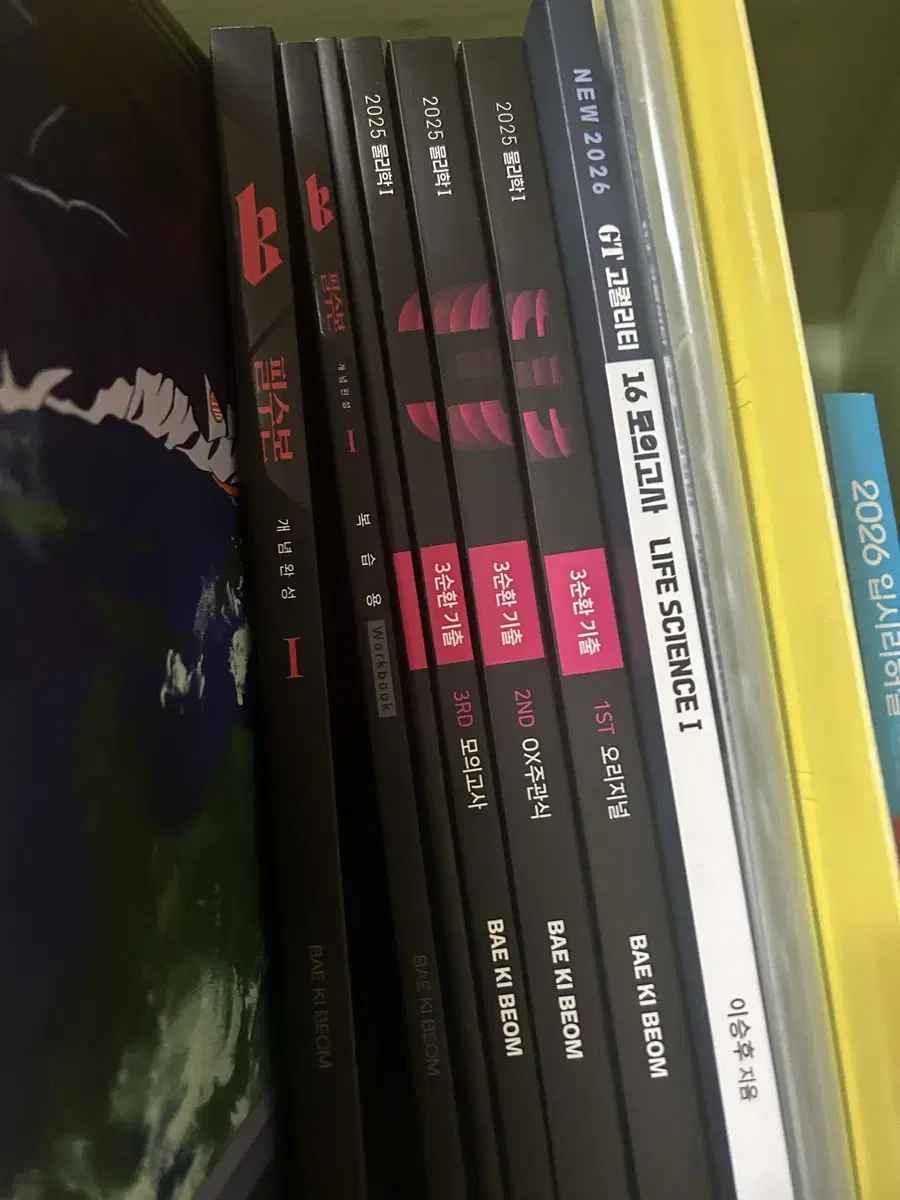 필수본
개념완성
I
BAE KI BEOM
필수본
개념완성
I
복습용
Workbook
BAE KI BEOM
2025 물리학 I
3순환 기출
3RD 모의고사
BAE KI BEOM
2025 물리학 I
3순환 기출
2ND OX주관식
BAE KI BEOM
2025 물리학 I
3순환 기출
1ST 오리지널
BAE KI BEOM
NEW 2026
GT 고퀄리티 16 모의고사 LIFE SCIENCE I
이승후 지음
2026 입시리허설